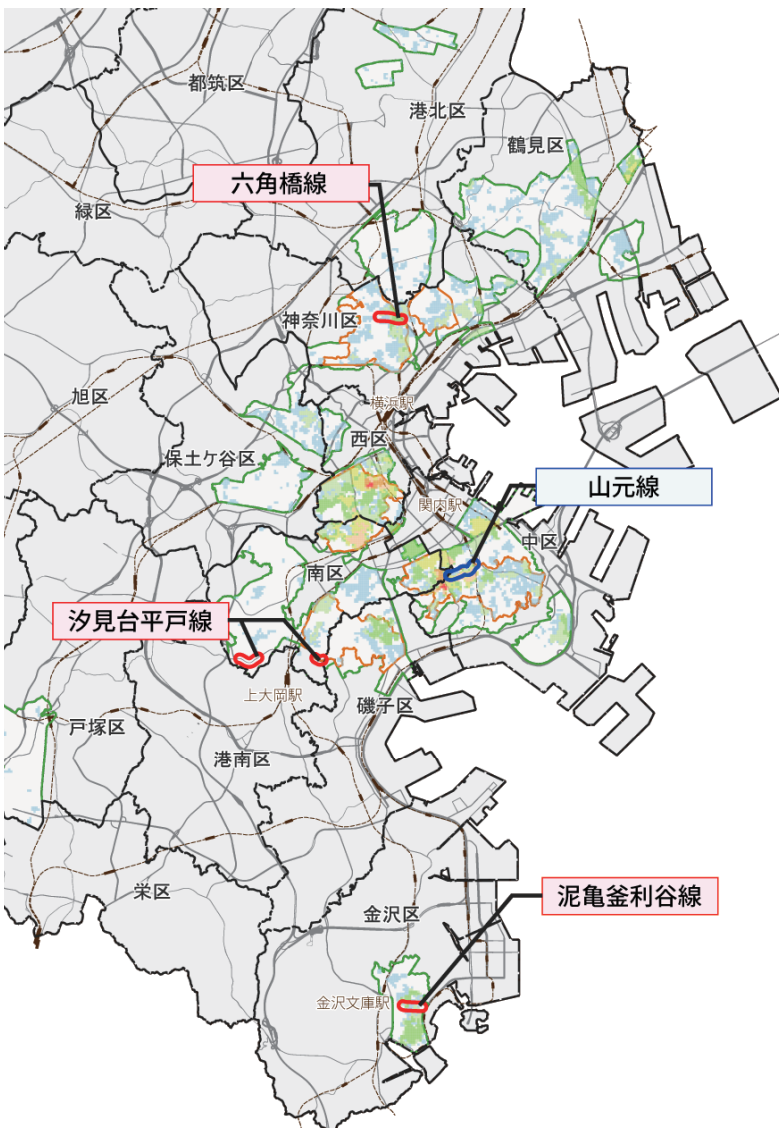 都筑区
港北区
鶴見区
六角橋線
緑区
神奈川区
旭区
横浜駅
西区
保土ケ谷区
山元線
関内駅
中区
南区
汐見台平戸線
上大岡駅
磯子区
戸塚区
港南区
栄区
泥亀釜利谷線
金沢区
金沢文庫駅